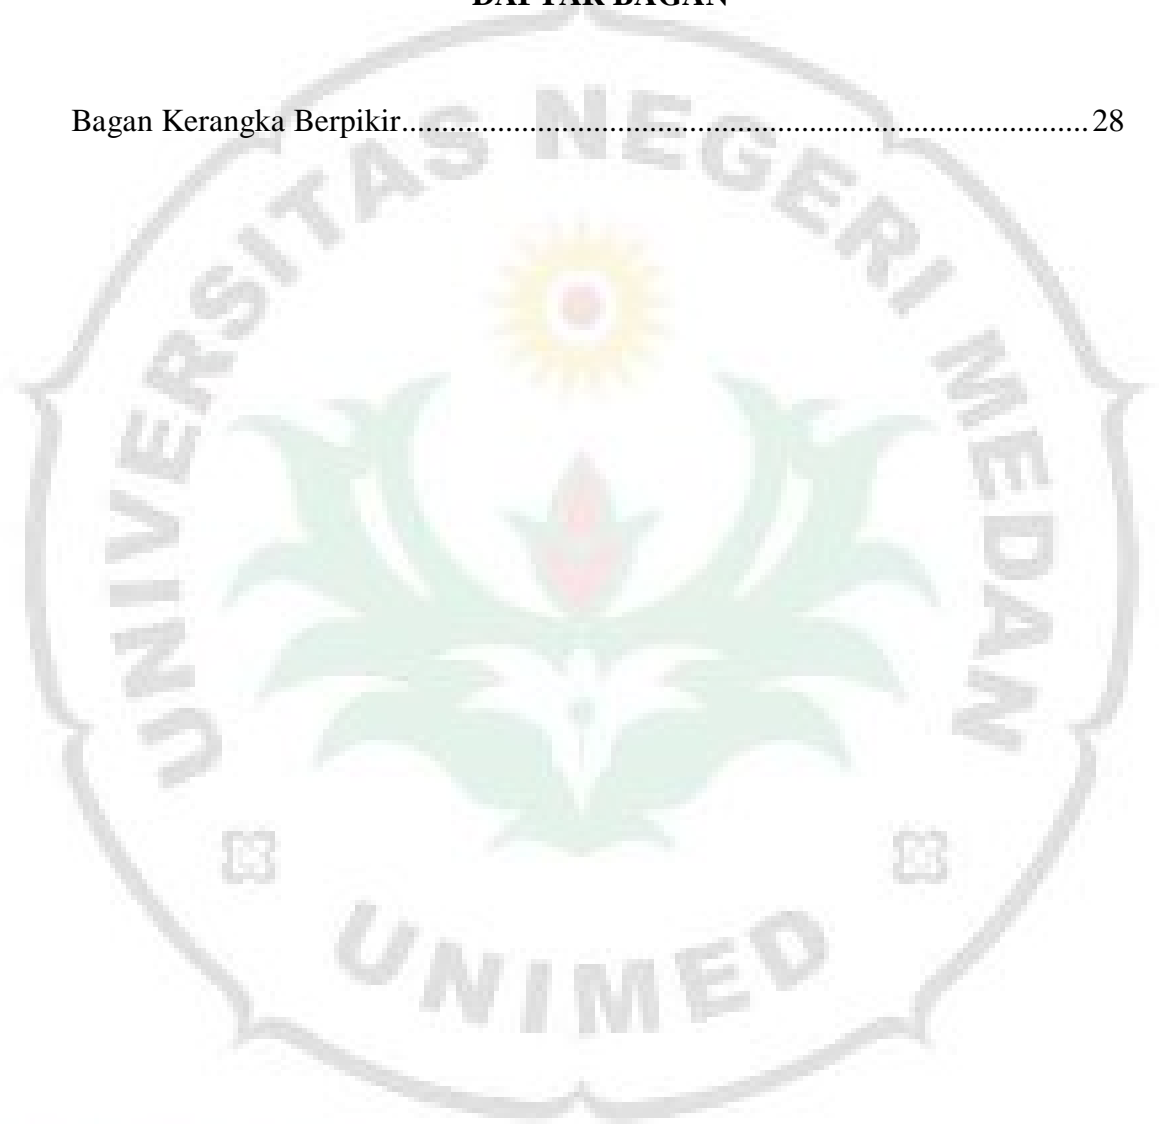 DAFTAR BAGAN
Bagan Kerangka Berpikir.....................................................................................28
UNIVERSITAS NEGERI MEDAN
UNIMED